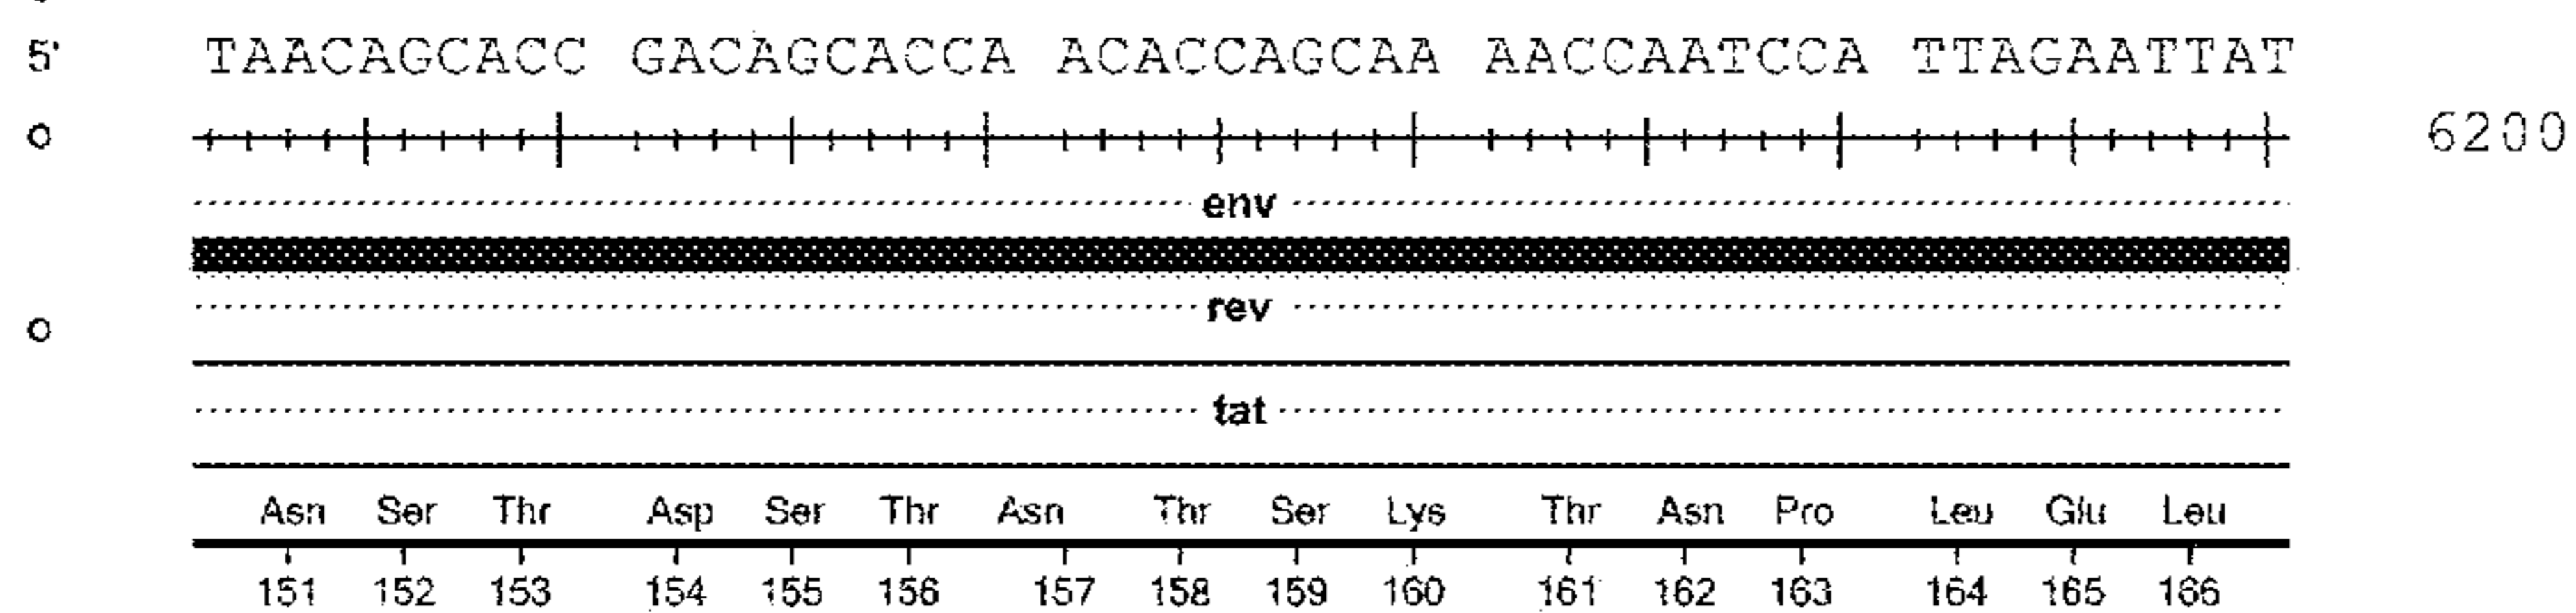 5' TAACAGCACC GACAGCACCA ACACCAGCAA AACCAATCCA TTAGAATTAT
6200
env
rev
tat
Asn Ser Thr Asp Ser Thr Asn Thr Ser Lys Thr Asn Pro Leu Glu Leu
151 152 153 154 155 156 157 158 159 160 161 162 163 164 165 166